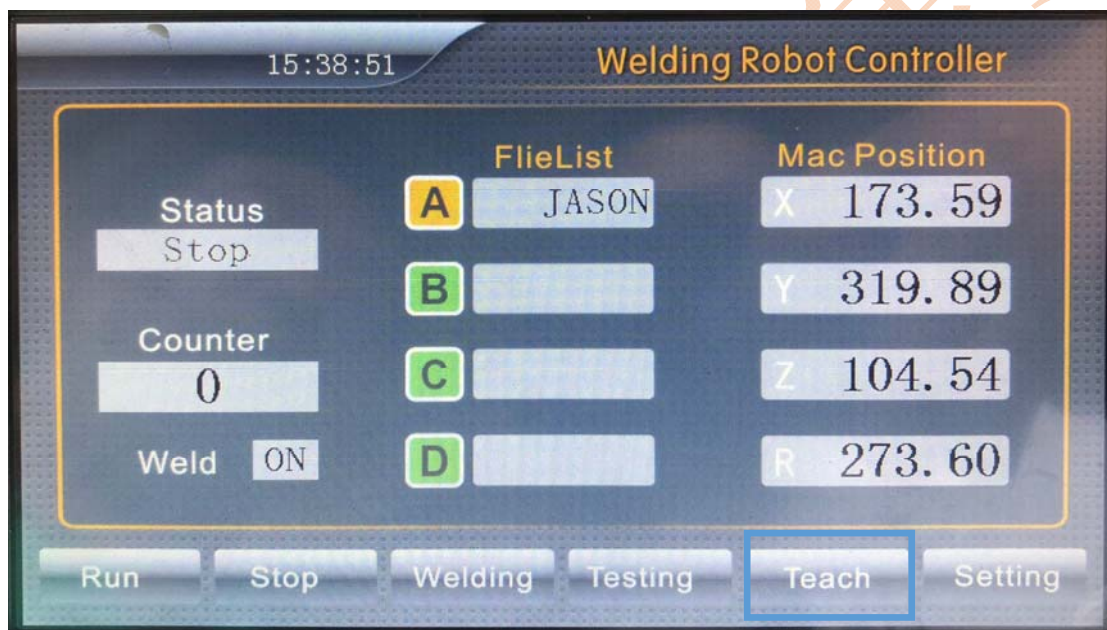 15:38:51
Welding Robot Controller
FlieList
Mac Position
Status
Stop
A JASON
X 173.59
B
Y 319.89
Counter
0
C
Z 104.54
Weld ON
D
R 273.60
Run Stop Welding Testing Teach Setting